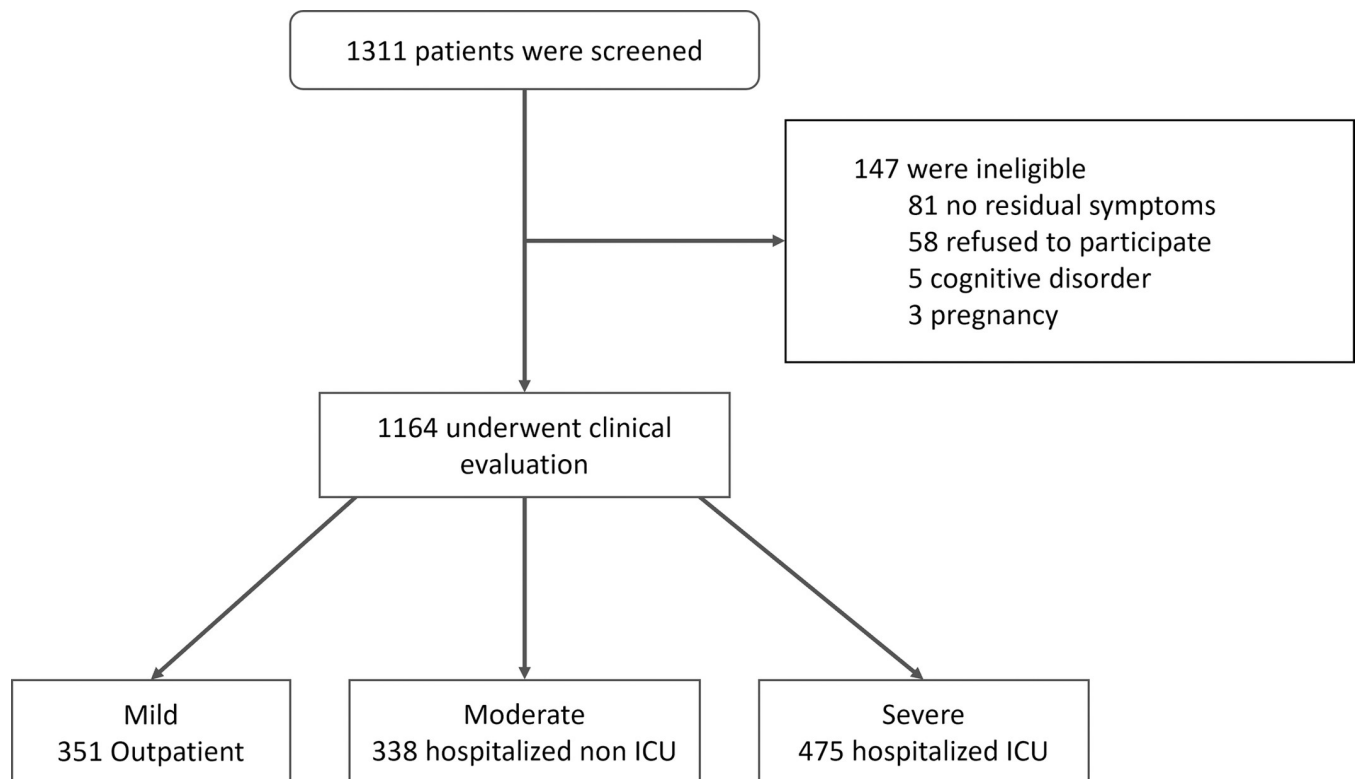 1311 patients were screened
147 were ineligible
81 no residual symptoms
58 refused to participate
5 cognitive disorder
3 pregnancy
1164 underwent clinical
evaluation
Mild
351 Outpatient
Moderate
338 hospitalized non ICU
Severe
475 hospitalized ICU